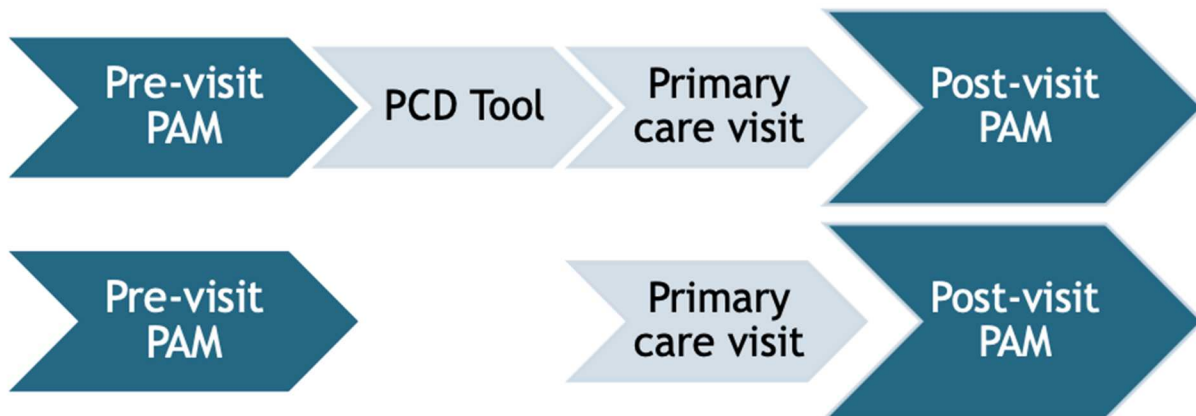 Pre-visit
PAM
PCD Tool
Primary
care visit
Post-visit
PAM
Pre-visit
PAM
Primary
care visit
Post-visit
PAM